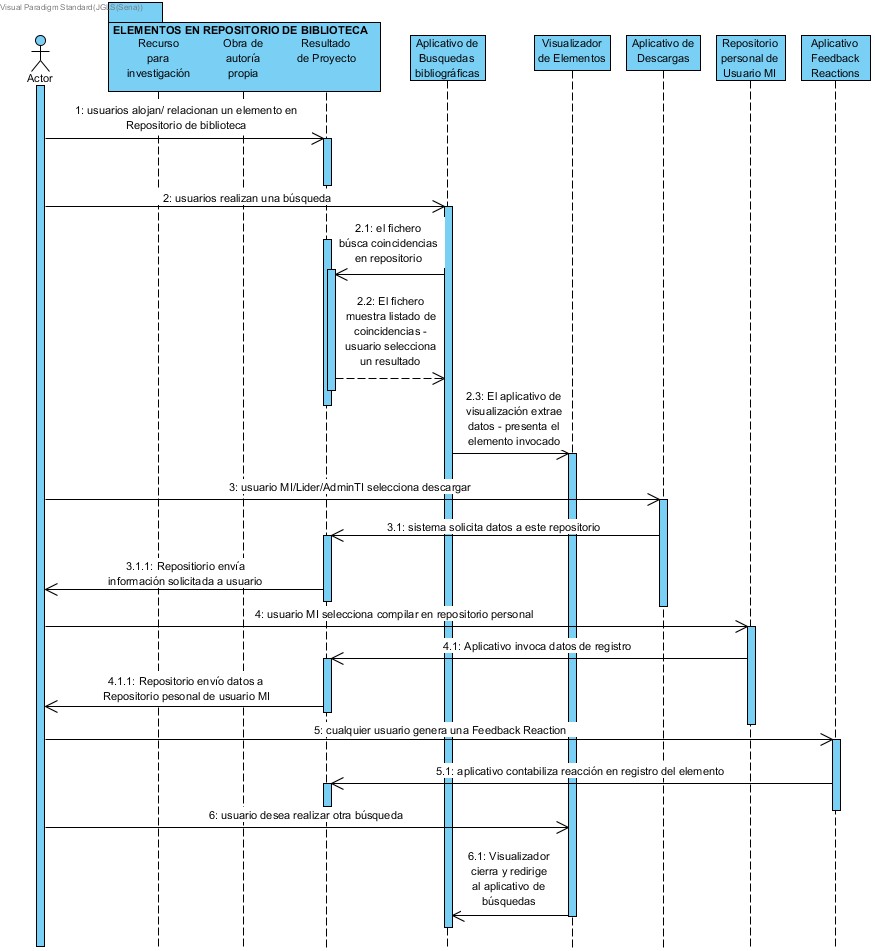 Visual Paradigm Standard(JGLS(Sena))
ELEMENTOS EN REPOSITORIO DE BIBLIOTECA
Recurso
para
investigación
Obra de
autoría
propia
Resultado
de Proyecto
Aplicativo de
Busquedas
bibliográficas
Visualizador
de Elementos
Aplicativo de
Descargas
Repositorio
personal de
Usuario MI
Aplicativo
Feedback
Reactions
Actor
1: usuarios alojan/ relacionan un elemento en
Repositorio de biblioteca
2: usuarios realizan una búsqueda
2.1: el fichero
búsca coincidencias
en repositorio
2.2: El fichero
muestra listado de
coincidencias -
usuario selecciona
un resultado
2.3: El aplicativo de
visualización extrae
datos - presenta el
elemento invocado
3: usuario MI/Lider/AdminTI selecciona descargar
3.1: sistema solicita datos a este repositorio
3.1.1: Repositiorio envía
información solicitada a usuario
4: usuario MI selecciona compilar en repositorio personal
4.1: Aplicativo invoca datos de registro
4.1.1: Repositorio envío datos a
Repositorio pesonal de usuario MI
5: cualquier usuario genera una Feedback Reaction
5.1: aplicativo contabiliza reacción en registro del elemento
6: usuario desea realizar otra búsqueda
6.1: Visualizador
cierra y redirige
al aplicativo de
búsquedas